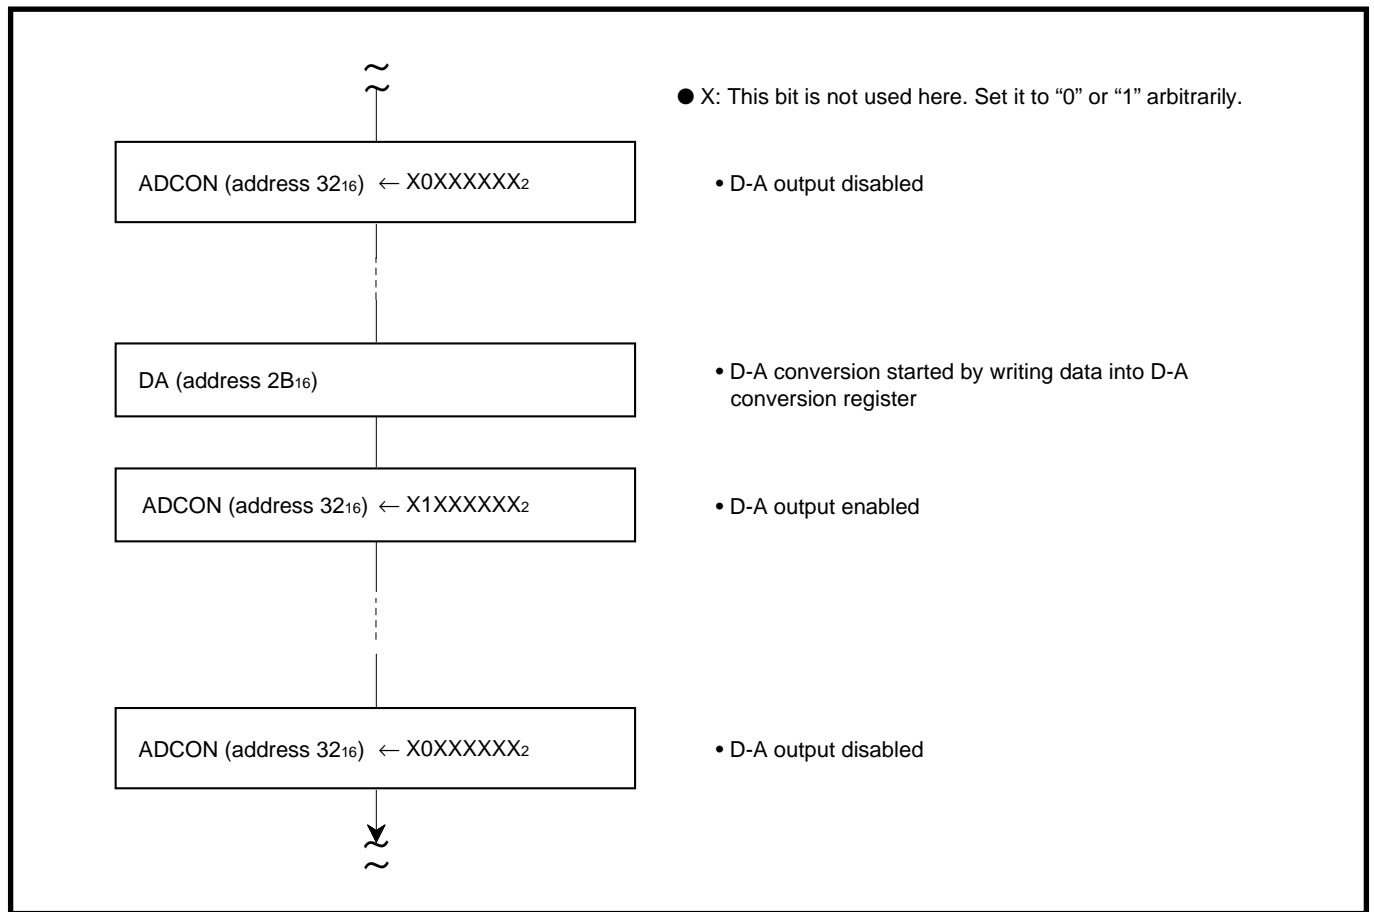 ● X: This bit is not used here. Set it to “0” or “1” arbitrarily.
ADCON (address 32₁₆) ← X0XXXXXX₂
• D-A output disabled
DA (address 2B₁₆)
• D-A conversion started by writing data into D-A
conversion register
ADCON (address 32₁₆) ← X1XXXXXX₂
• D-A output enabled
ADCON (address 32₁₆) ← X0XXXXXX₂
• D-A output disabled